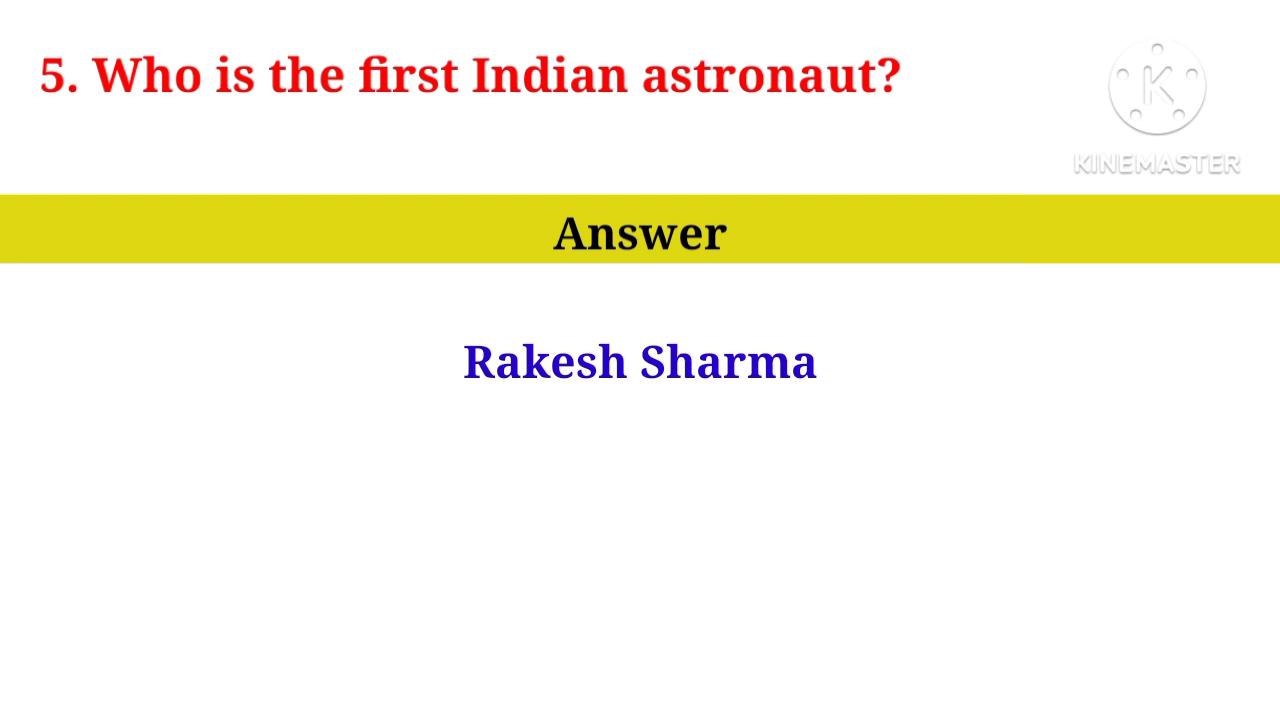 5. Who is the first Indian astronaut?
K
KINEMASTER
Answer
Rakesh Sharma